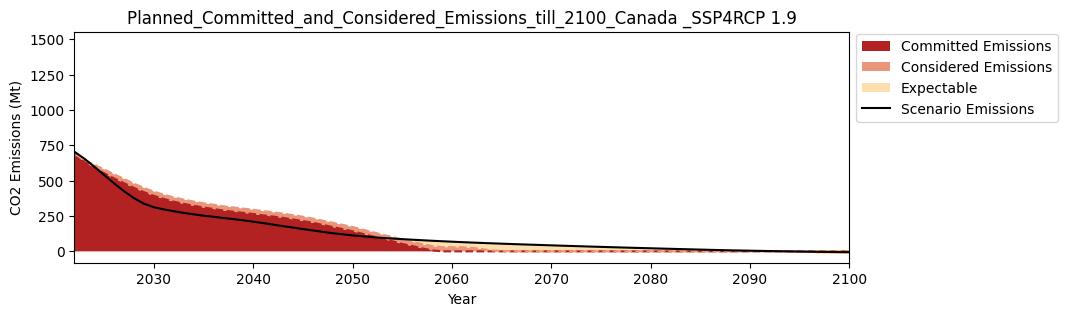 Planned_Committed_and_Considered_Emissions_till_2100_Canada _SSP4RCP 1.9
1500
1250
1000
750
500
250
0
CO2 Emissions (Mt)
2030
2040
2050
2060
2070
2080
2090
2100
Year
Committed Emissions
Considered Emissions
Expectable
Scenario Emissions